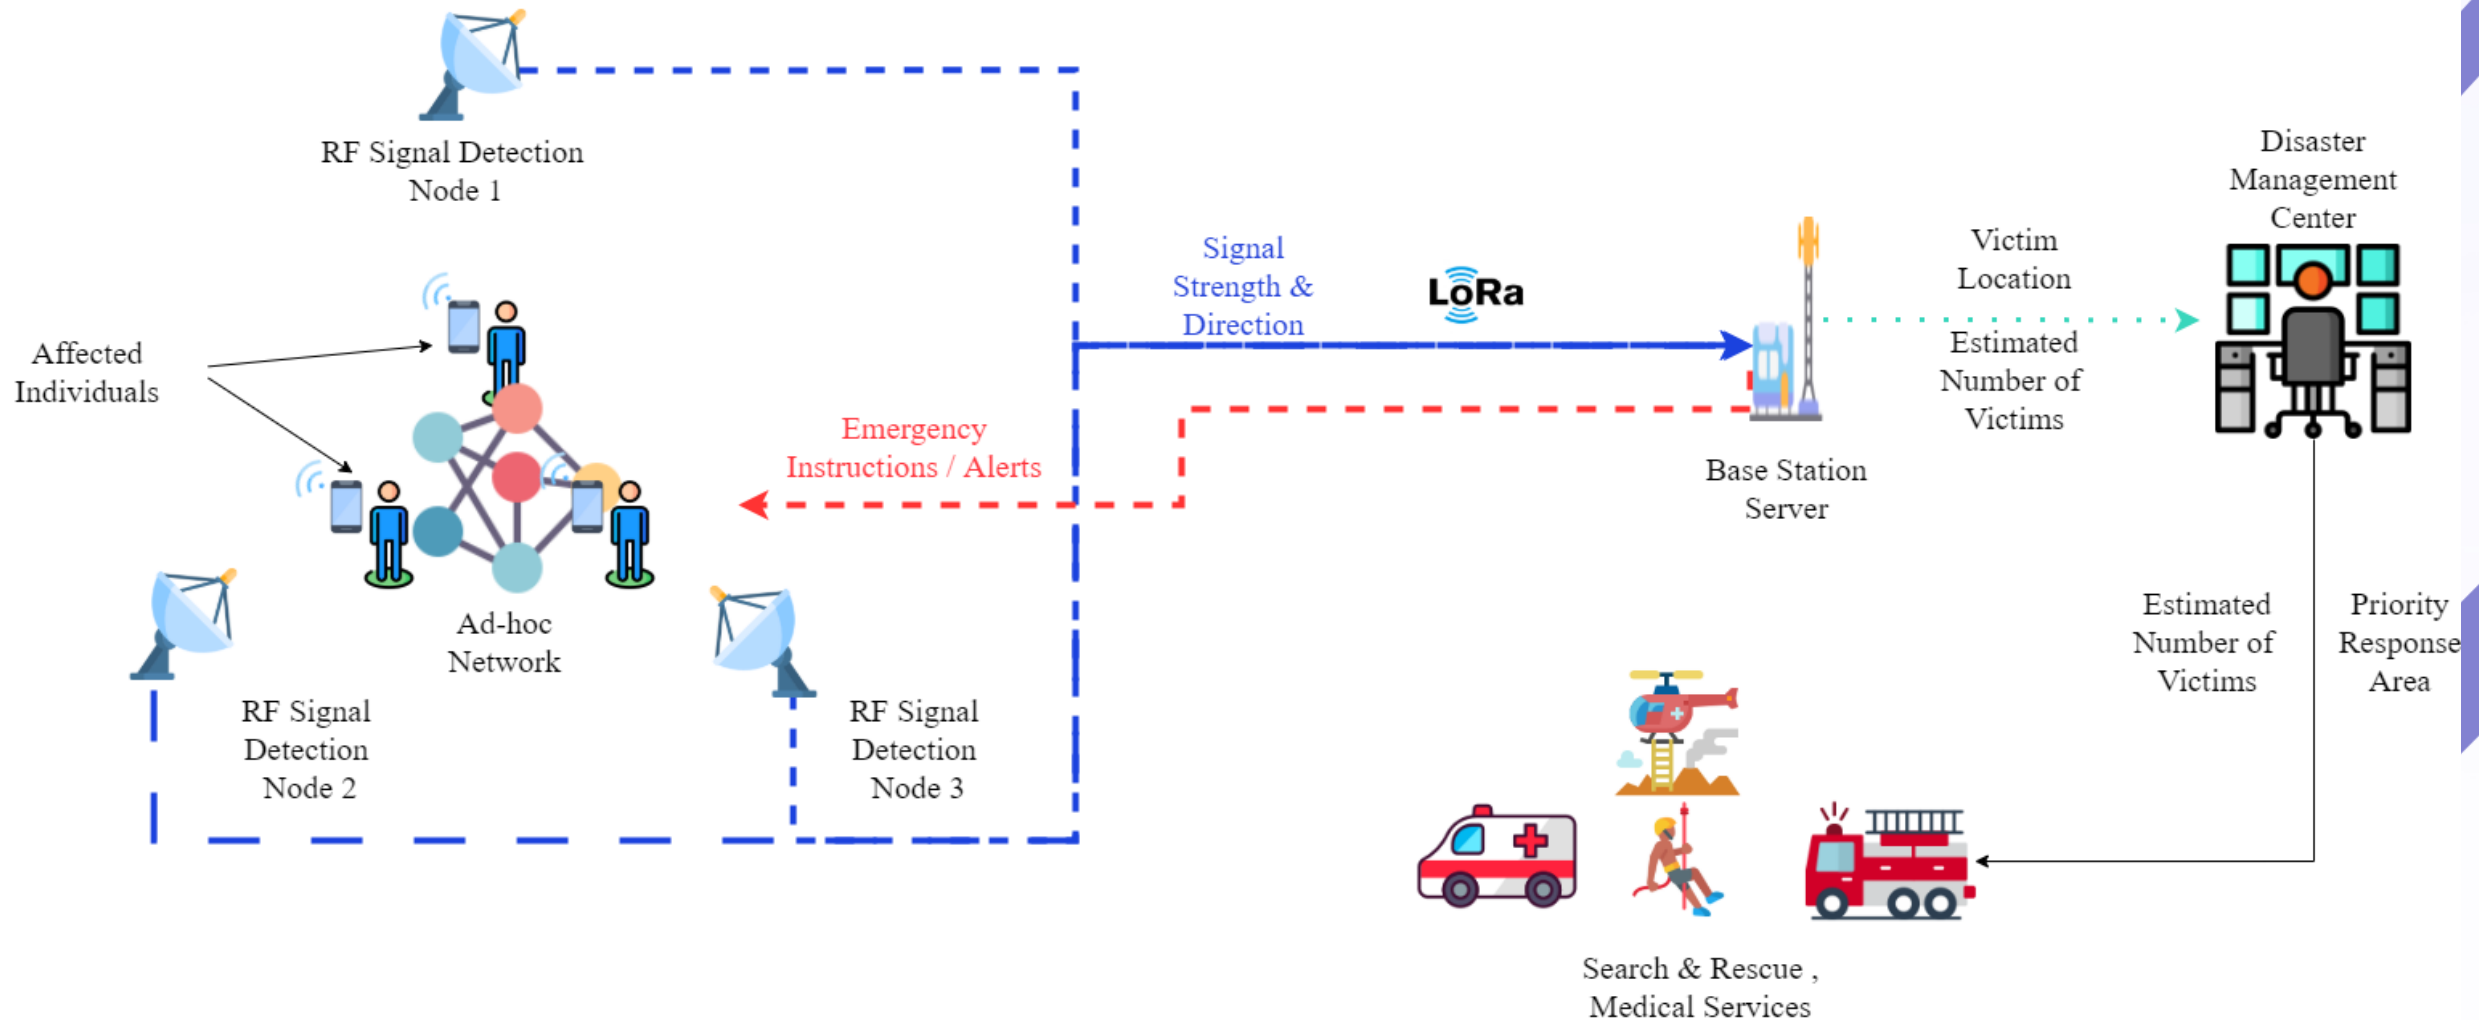 RF Signal Detection
Node 1
Affected
Individuals
Ad-hoc
Network
RF Signal
Detection
Node 2
RF Signal
Detection
Node 3
Signal
Strength &
Direction
LoRa
Emergency
Instructions / Alerts
Base Station
Server
Victim
Location
Estimated
Number of
Victims
Disaster
Management
Center
Estimated
Number of
Victims
Priority
Response
Area
Search & Rescue ,
Medical Services